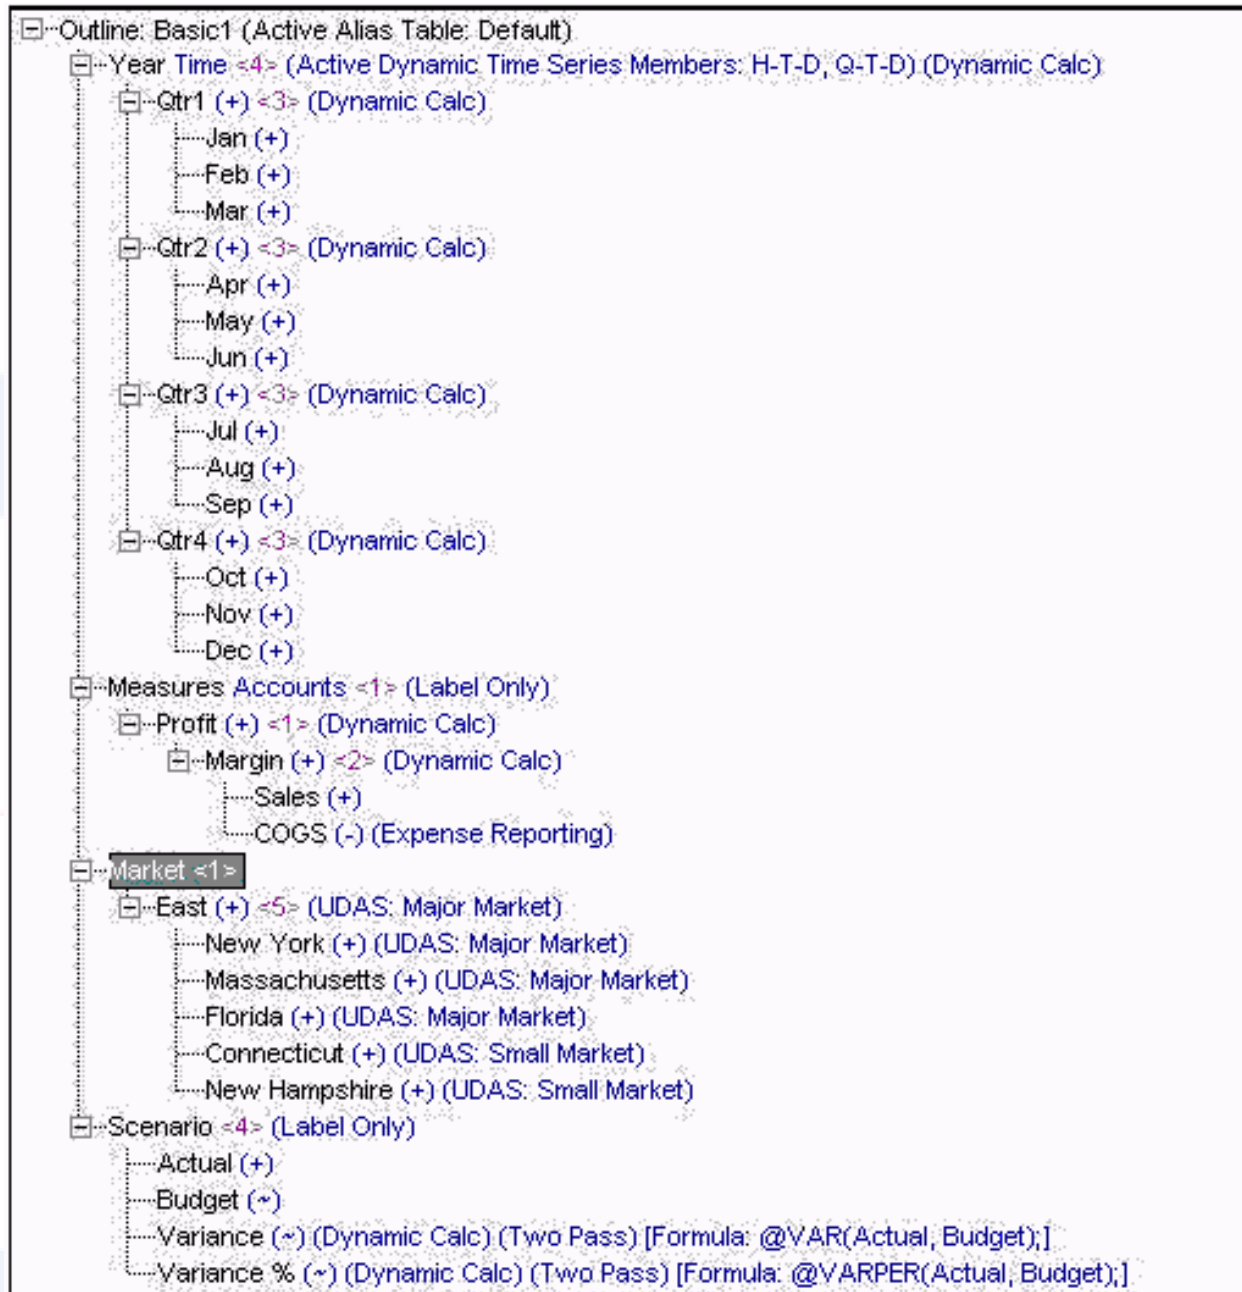 Outline: Basic1 (Active Alias Table: Default)
Year Time <4> (Active Dynamic Time Series Members: H-T-D, Q-T-D) (Dynamic Calc)
Qtr1 (+) <3> (Dynamic Calc)
Jan (+)
Feb (+)
Mar (+)
Qtr2 (+) <3> (Dynamic Calc)
Apr (+)
May (+)
Jun (+)
Qtr3 (+) <3> (Dynamic Calc)
Jul (+)
Aug (+)
Sep (+)
Qtr4 (+) <3> (Dynamic Calc)
Oct (+)
Nov (+)
Dec (+)
Measures Accounts <1> (Label Only)
Profit (+) <1> (Dynamic Calc)
Margin (+) <2> (Dynamic Calc)
Sales (+)
COGS (-) (Expense Reporting)
Market <1>
East (+) <5> (UDAS: Major Market)
New York (+) (UDAS: Major Market)
Massachusetts (+) (UDAS: Major Market)
Florida (+) (UDAS: Major Market)
Connecticut (+) (UDAS: Small Market)
New Hampshire (+) (UDAS: Small Market)
Scenario <4> (Label Only)
Actual (+)
Budget (~)
Variance (~) (Dynamic Calc) (Two Pass) [Formula: @VAR(Actual, Budget);]
Variance % (~) (Dynamic Calc) (Two Pass) [Formula: @VARPER(Actual, Budget);]